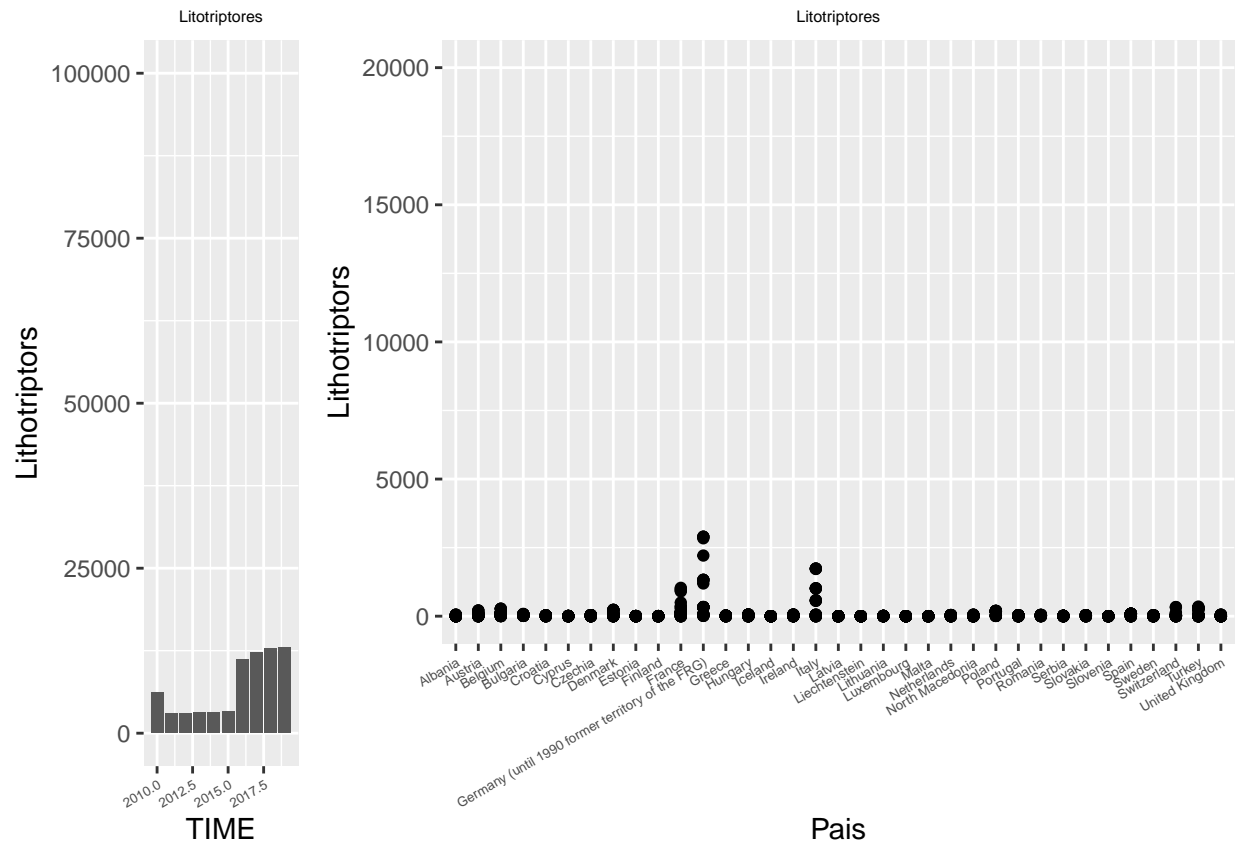 Litotriptores
100000
75000
50000
25000
0
Lithotriptors
2010.0
2012.5
2015.0
2017.5
TIME
Litotriptores
20000
15000
10000
5000
0
Lithotriptors
Albania
Austria
Belgium
Bulgaria
Croatia
Cyprus
Czechia
Denmark
Estonia
Finland
France
Germany (until 1990 former territory of the FRG)
Greece
Hungary
Iceland
Ireland
Italy
Latvia
Liechtenstein
Lithuania
Luxembourg
Malta
Netherlands
North Macedonia
Poland
Portugal
Romania
Serbia
Slovakia
Slovenia
Spain
Sweden
Switzerland
Turkey
United Kingdom
Pais